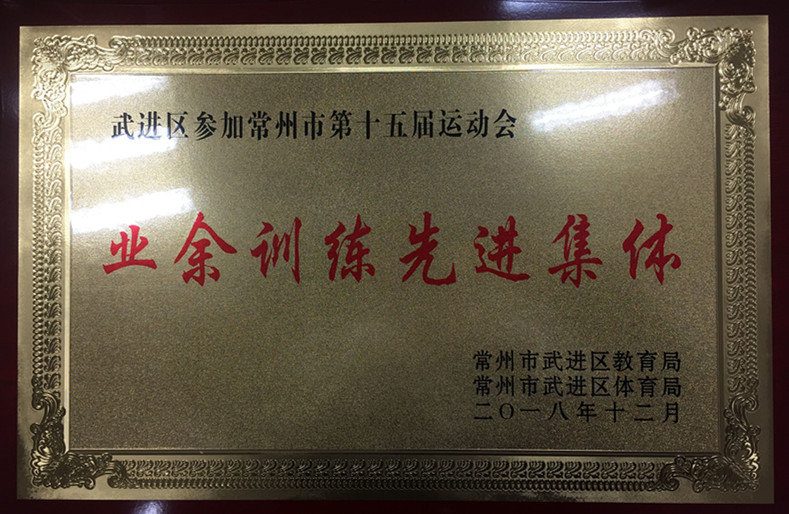 武进区参加常州市第十五届运动会
业余训练先进集体
常州市武进区教育局
常州市武进区体育局
二〇一八年十二月